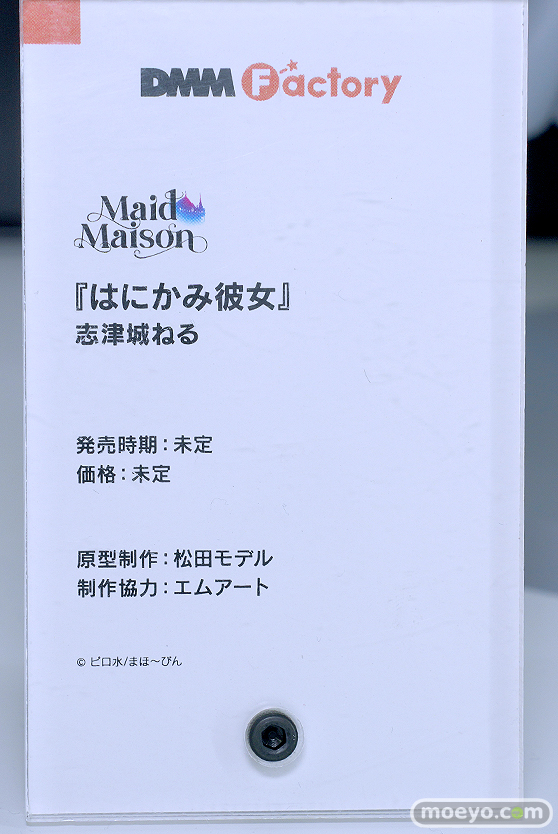 DMM Factory
Maid
Maison
『はにかみ彼女』
志津城ねる
発売時期：未定
価格：未定
原型制作：松田モデル
制作協力：エムアート
© ピロ水/まほ〜びん
moeyo.com